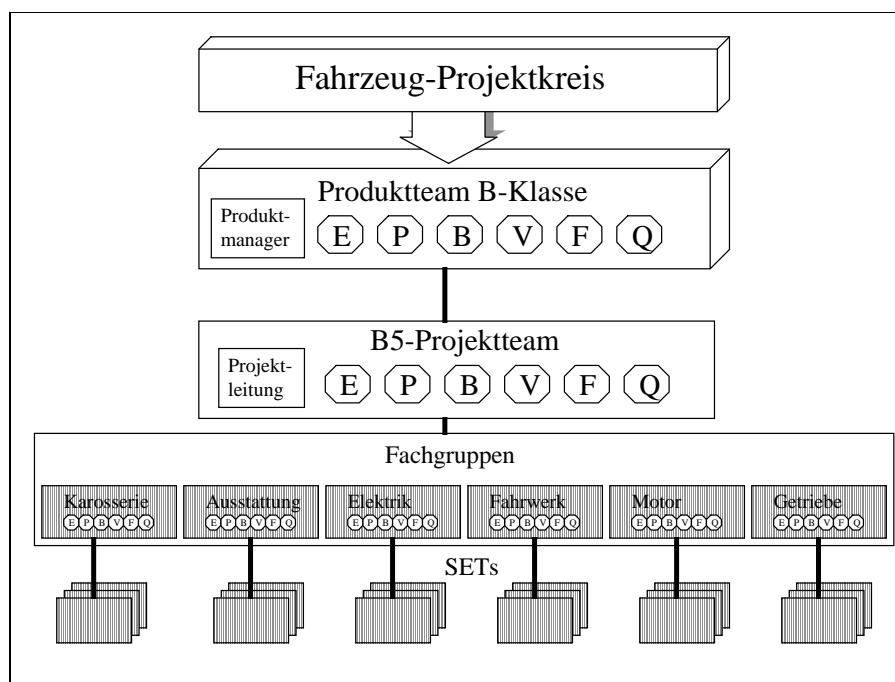 Fahrzeug-Projektkreis
Produktteam B-Klasse
Produkt-
manager
E P B V F Q
B5-Projektteam
Projekt-
leitung
E P B V F Q
Fachgruppen
Karosserie Ausstattung Elektrik Fahrwerk Motor Getriebe
E P B V F Q E P B V F Q E P B V F Q E P B V F Q E P B V F Q E P B V F Q
SETs